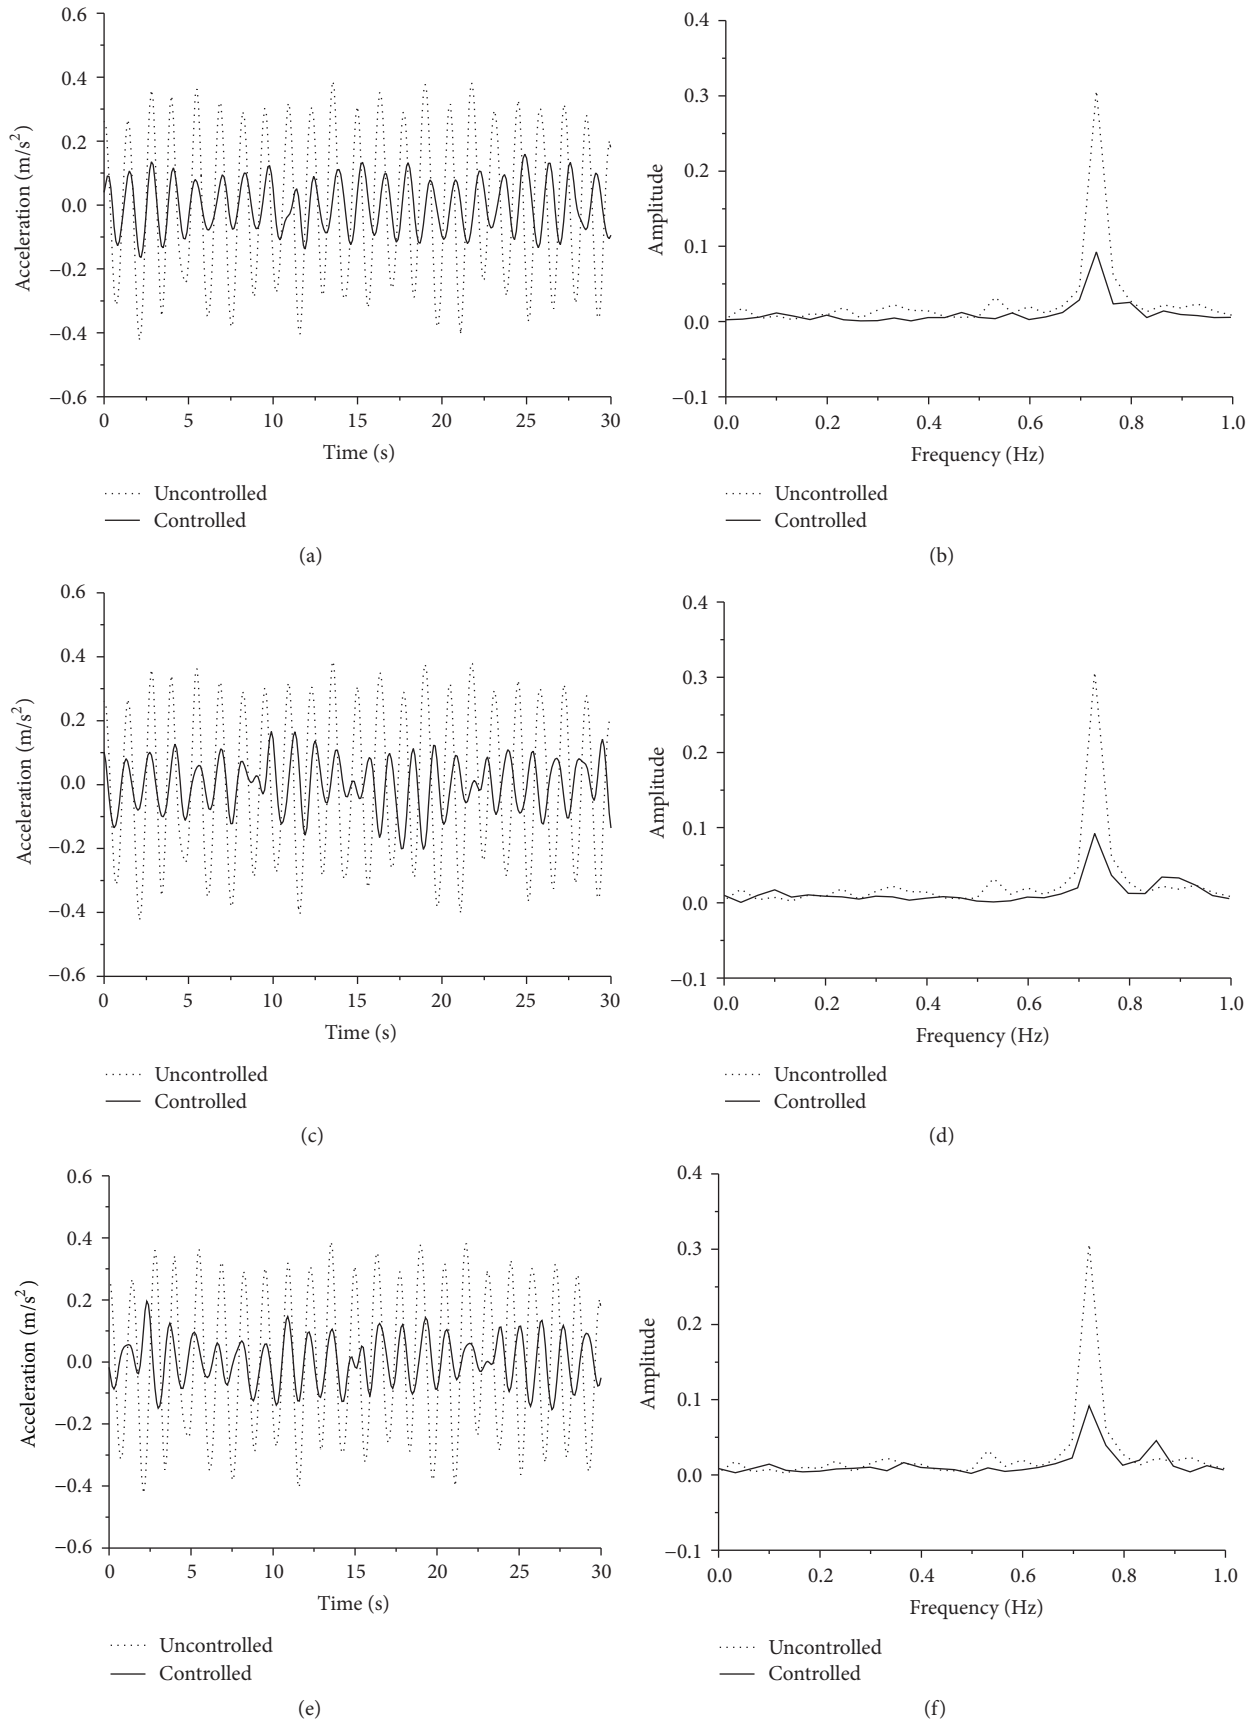 0.6
0.4
0.2
0.0
−0.2
−0.4
−0.6
Acceleration (m/s²)
0 5 10 15 20 25 30
Time (s)
Uncontrolled
Controlled
(a)
0.4
0.3
0.2
0.1
0.0
−0.1
Amplitude
0.0 0.2 0.4 0.6 0.8 1.0
Frequency (Hz)
Uncontrolled
Controlled
(b)
0.6
0.4
0.2
0.0
−0.2
−0.4
−0.6
Acceleration (m/s²)
0 5 10 15 20 25 30
Time (s)
Uncontrolled
Controlled
(c)
0.4
0.3
0.2
0.1
0.0
−0.1
Amplitude
0.0 0.2 0.4 0.6 0.8 1.0
Frequency (Hz)
Uncontrolled
Controlled
(d)
0.6
0.4
0.2
0.0
−0.2
−0.4
−0.6
Acceleration (m/s²)
0 5 10 15 20 25 30
Time (s)
Uncontrolled
Controlled
(e)
0.4
0.3
0.2
0.1
0.0
−0.1
Amplitude
0.0 0.2 0.4 0.6 0.8 1.0
Frequency (Hz)
Uncontrolled
Controlled
(f)